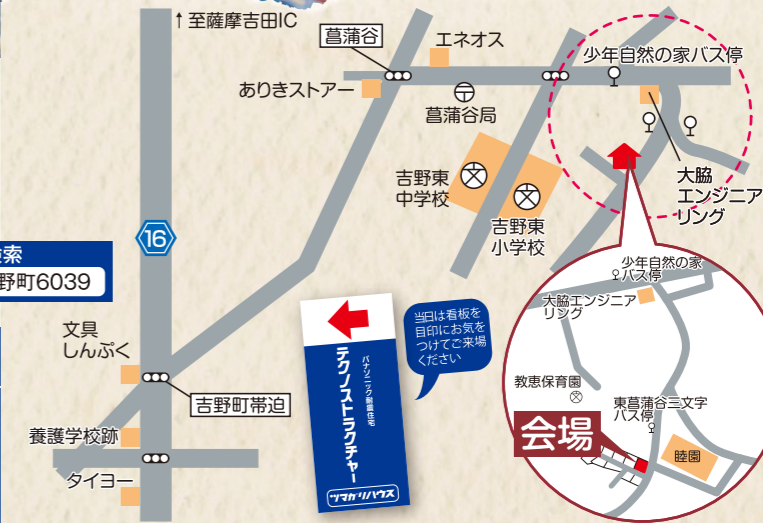 ↑至薩摩吉田IC
菖蒲谷
エネオス
少年自然の家バス停
ありきストアー
菖蒲谷局
吉野東
中学校
吉野東
小学校
大脇
エンジニア
リング
16
索
野町6039
文具
しんぷく
吉野町帯迫
養護学校跡
タイヨー
パナソニック耐震住宅
テクノストラクチャー
ツマガリハウス
当日は看板を
目印にお気を
つけてご来場
ください
少年自然の家
バス停
大脇エンジニア
リング
教恵保育園
東菖蒲谷三文字
バス停
会場
睦園